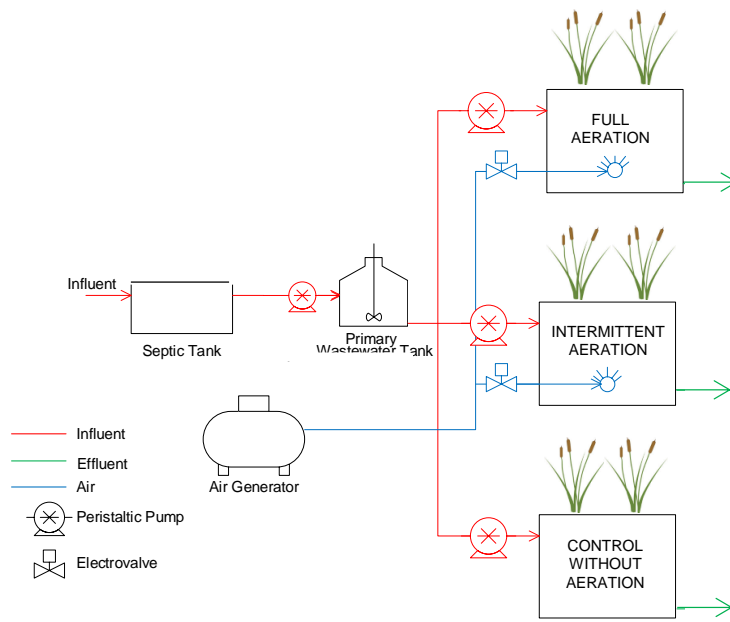 FULL
AERATION
Influent
Septic Tank
Primary
Wastewater Tank
INTERMITTENT
AERATION
Air Generator
Influent
Effluent
Air
Peristaltic Pump
Electrovalve
CONTROL
WITHOUT
AERATION